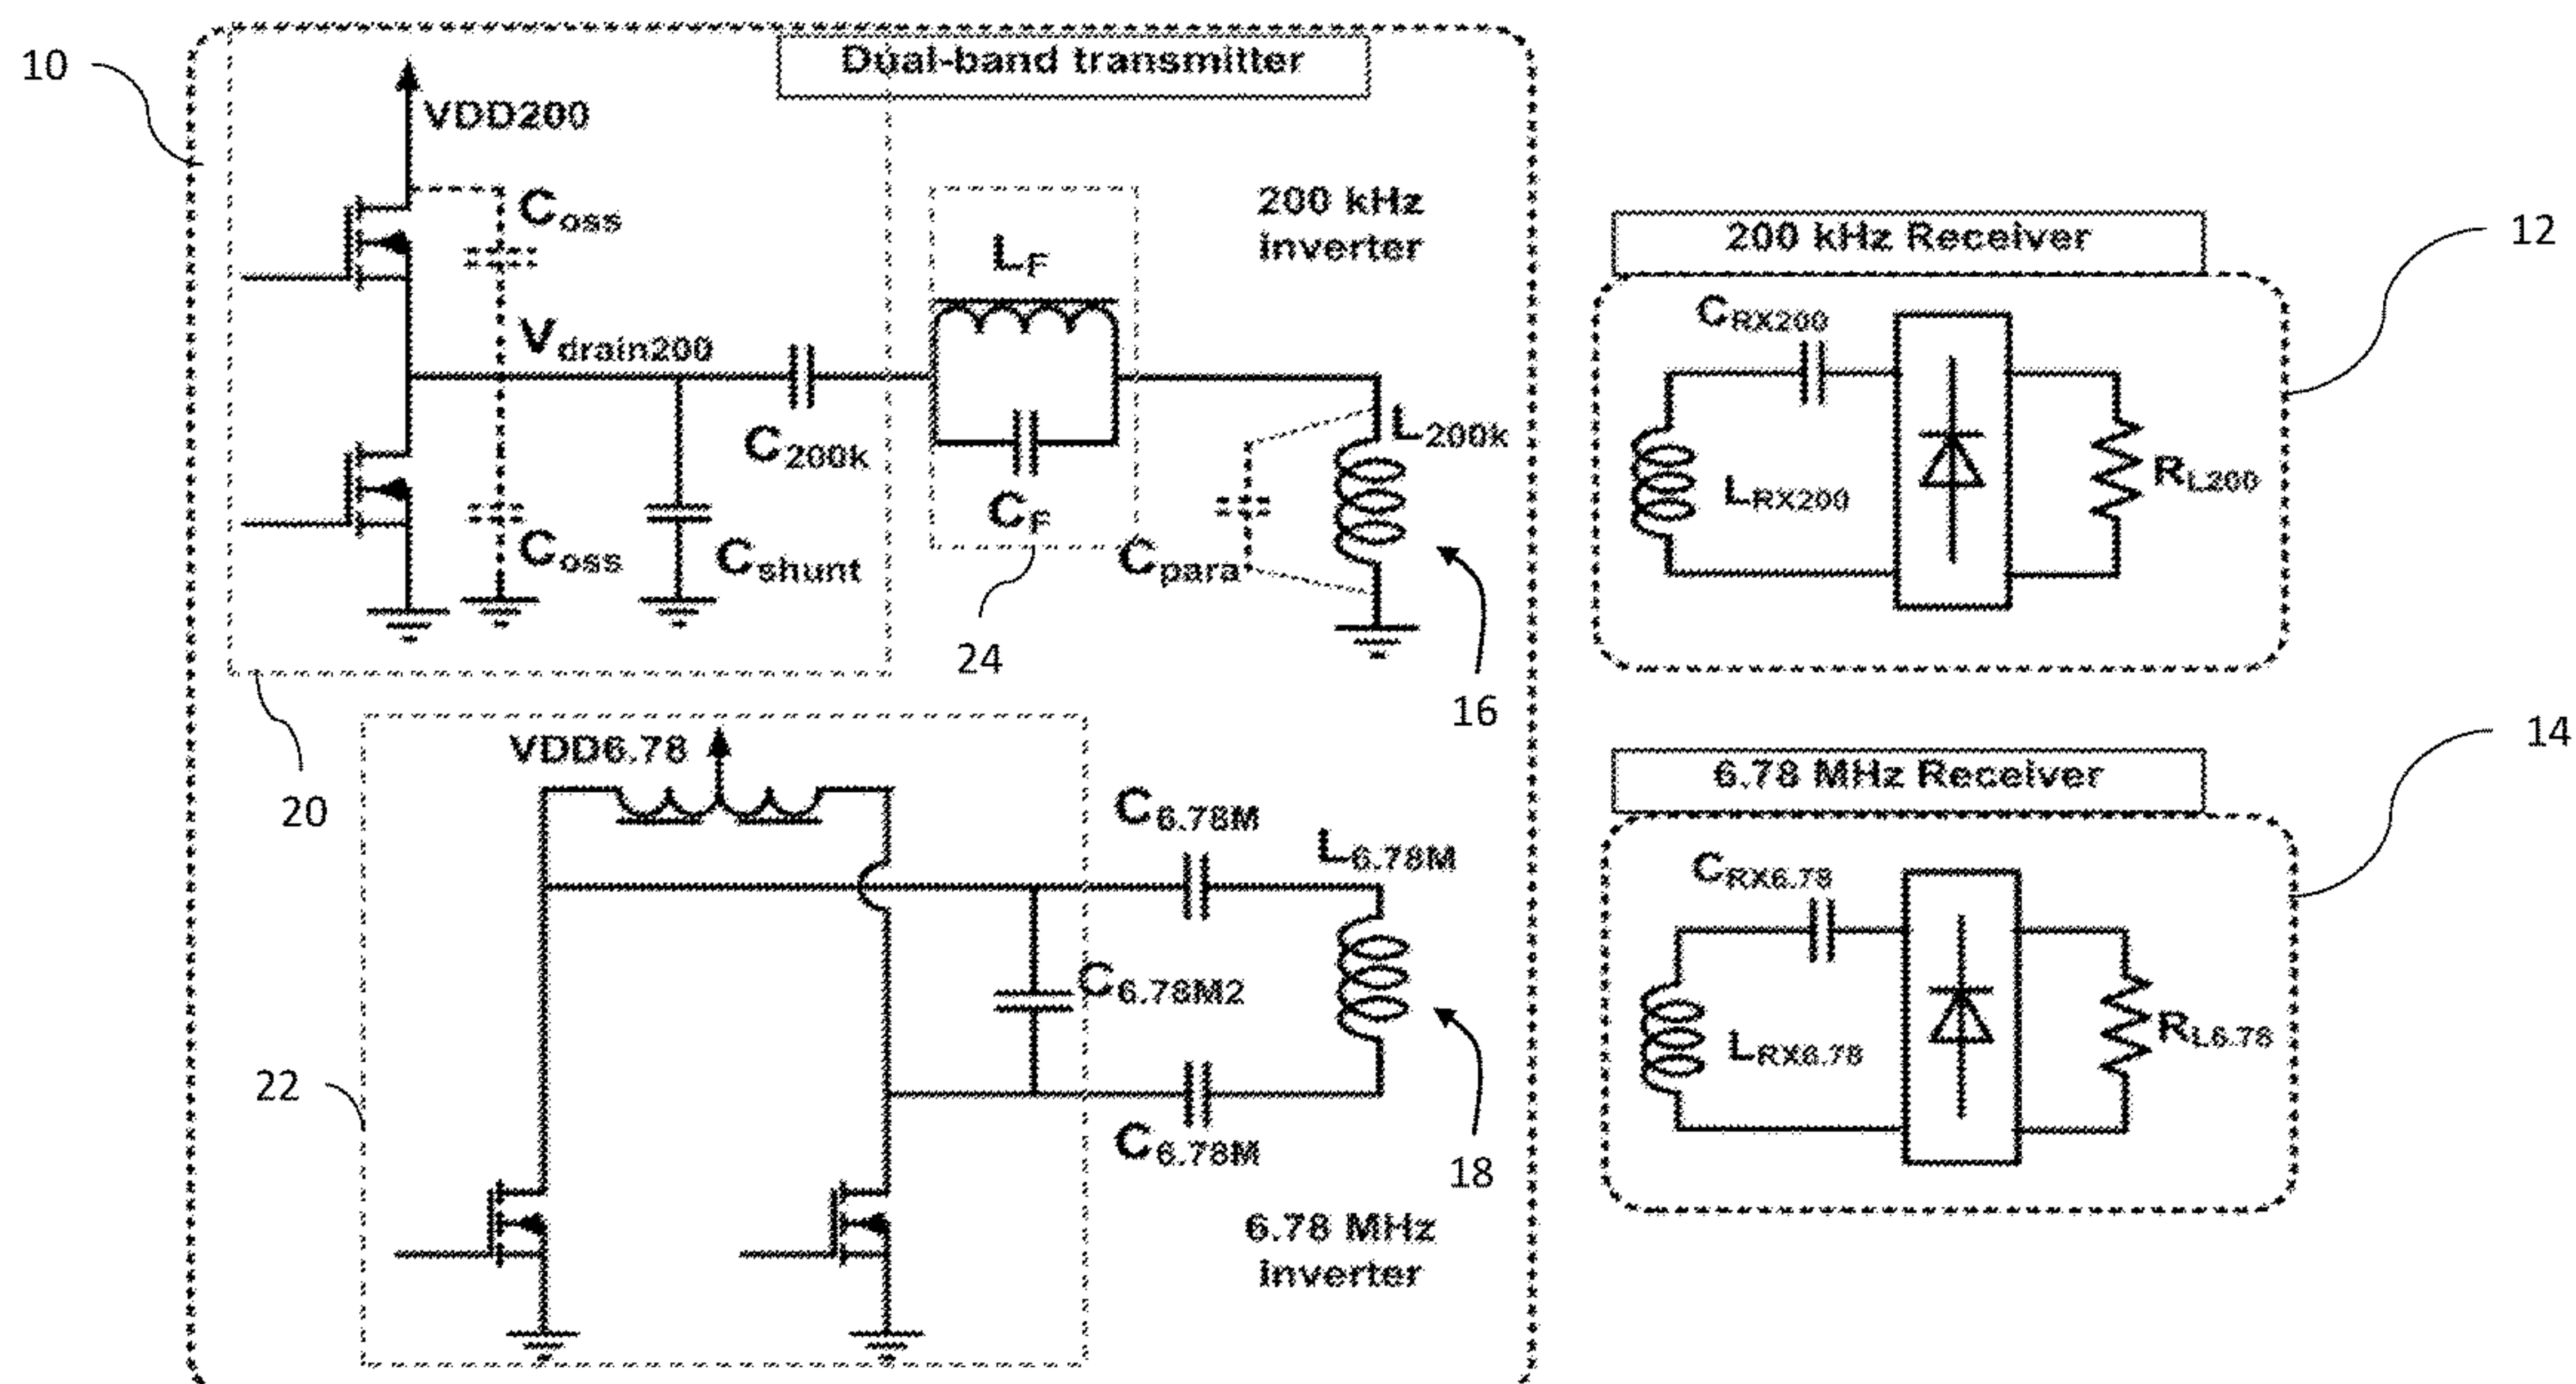 10
Dual-band transmitter
VDD200
Coss
Vdrain200
C200k
Coss
Cshunt
LF
CF
24
200 kHz
inverter
L200k
Cpara
16
20
VDD6.78
C6.78M
L6.78M
C6.78M2
C6.78M
18
22
6.78 MHz
inverter
200 kHz Receiver
12
CRX200
LRX200
RL200
6.78 MHz Receiver
14
CRX6.78
LRX6.78
RL6.78